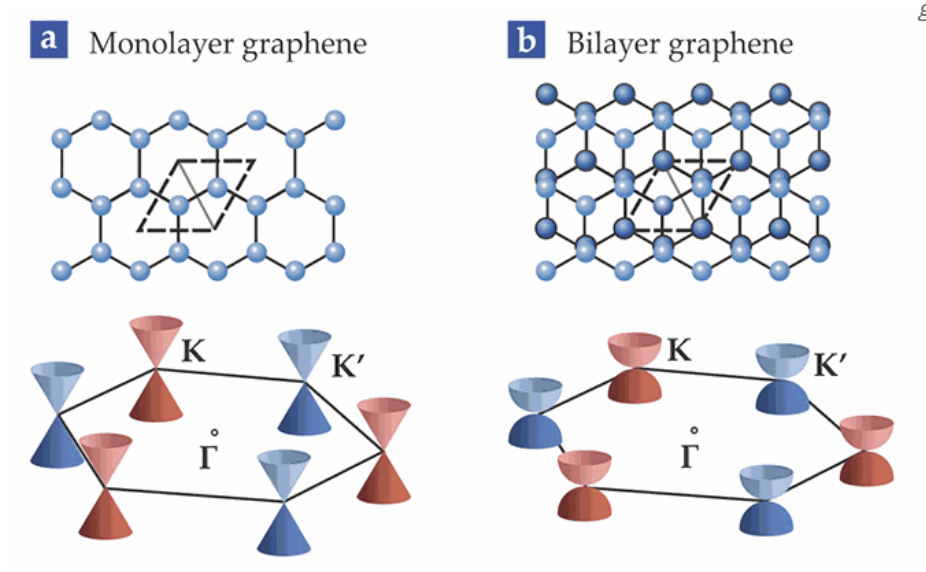 g
a Monolayer graphene
b Bilayer graphene
K
K′
Γ
K
K′
Γ